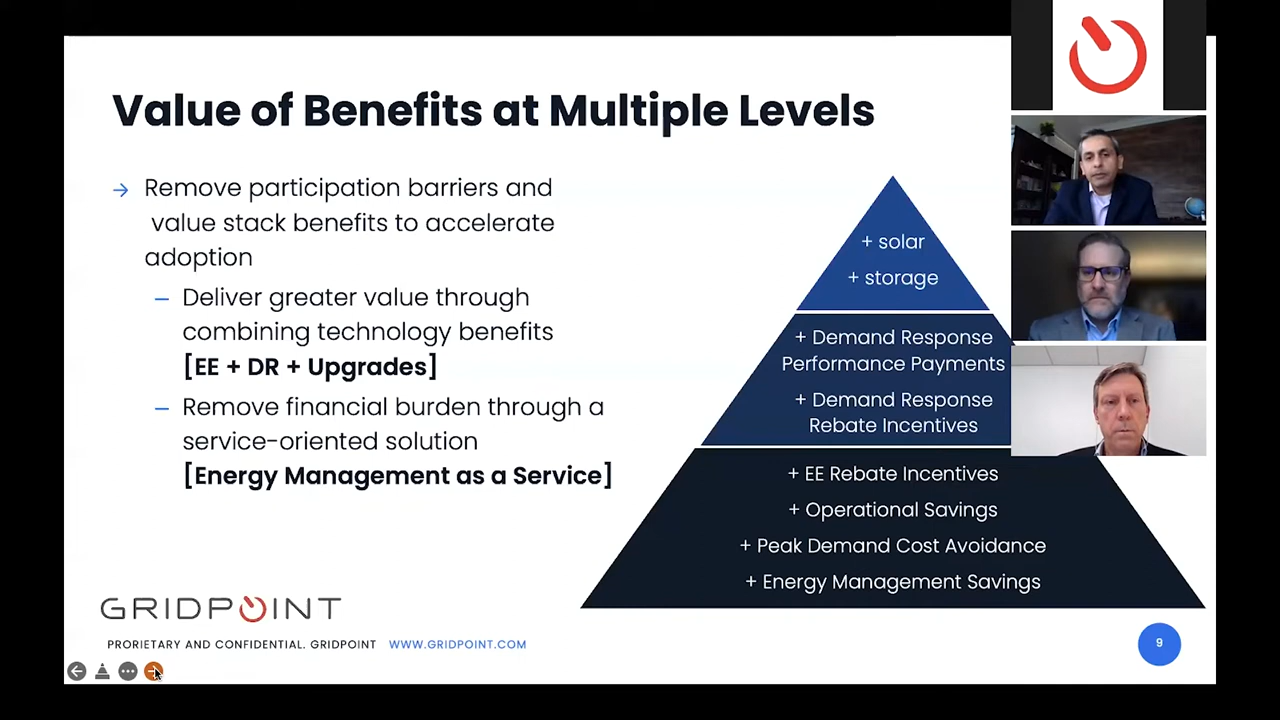 Value of Benefits at Multiple Levels
→ Remove participation barriers and
value stack benefits to accelerate
adoption
– Deliver greater value through
combining technology benefits
[EE + DR + Upgrades]
– Remove financial burden through a
service-oriented solution
[Energy Management as a Service]
+ solar
+ storage
+ Demand Response
Performance Payments
+ Demand Response
Rebate Incentives
+ EE Rebate Incentives
+ Operational Savings
+ Peak Demand Cost Avoidance
+ Energy Management Savings
GRIDPOINT
PRORIETARY AND CONFIDENTIAL. GRIDPOINT WWW.GRIDPOINT.COM
9